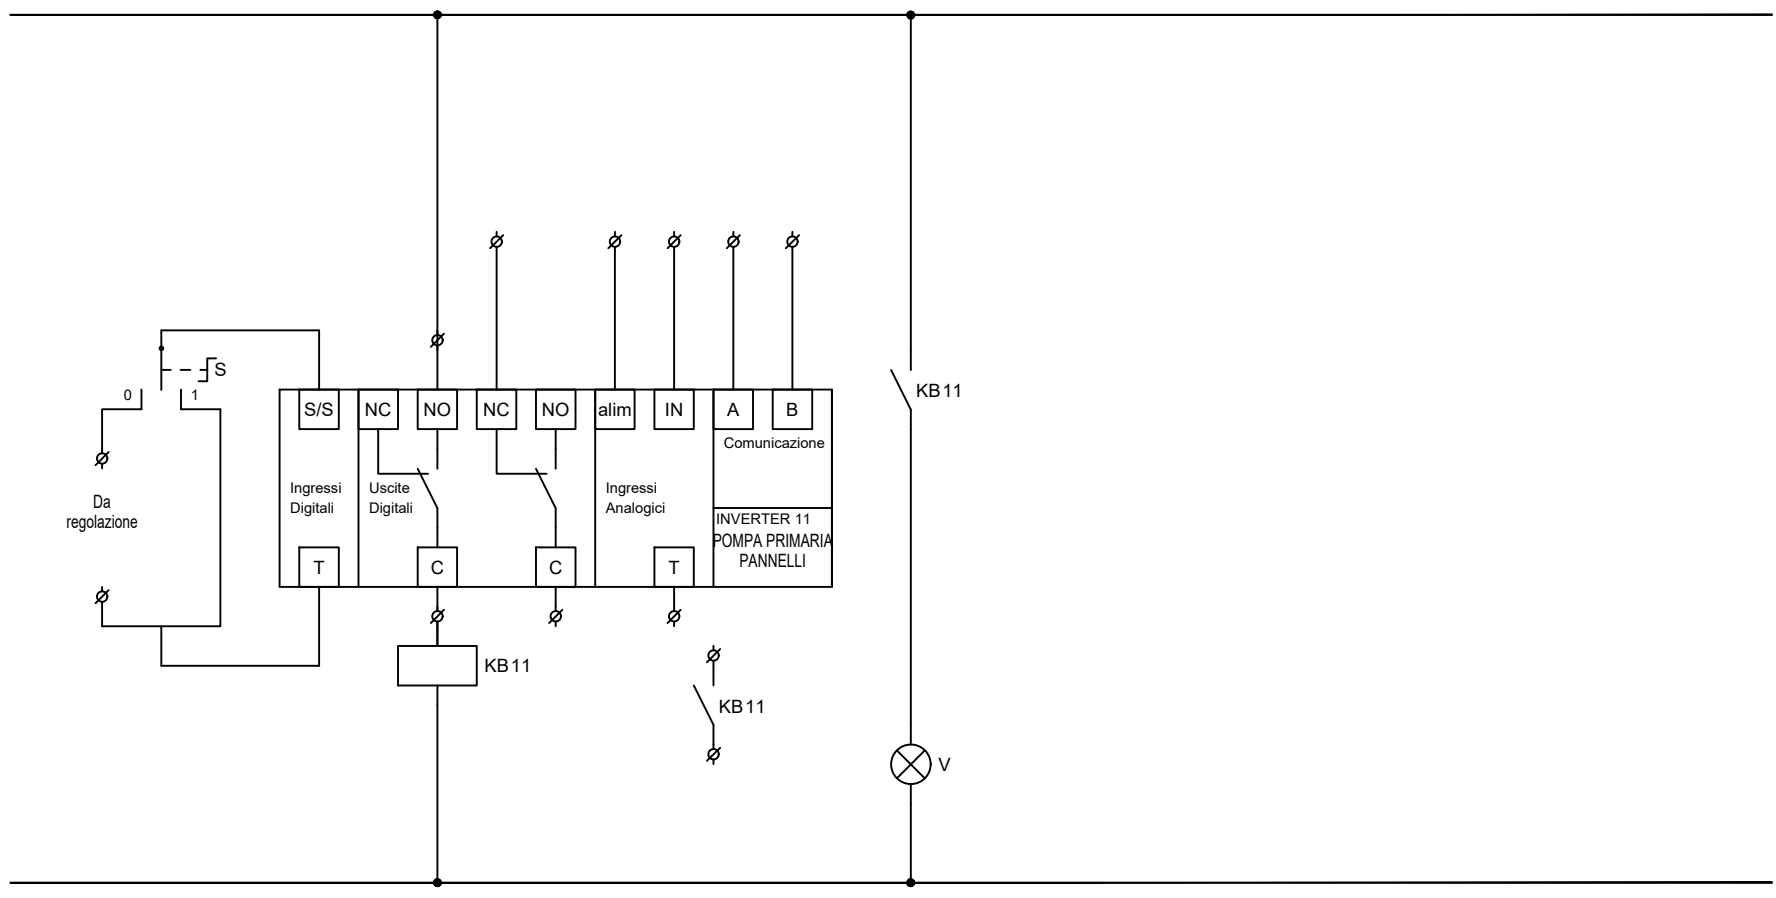 S
0
1
KB11
S/S
NC
NO
NC
NO
alim
IN
A
B
Comunicazione
Ingressi
Digitali
Uscite
Digitali
Ingressi
Analogici
Da
regolazione
INVERTER 11
POMPA PRIMARIA
PANNELLI
T
C
C
T
KB11
KB11
V